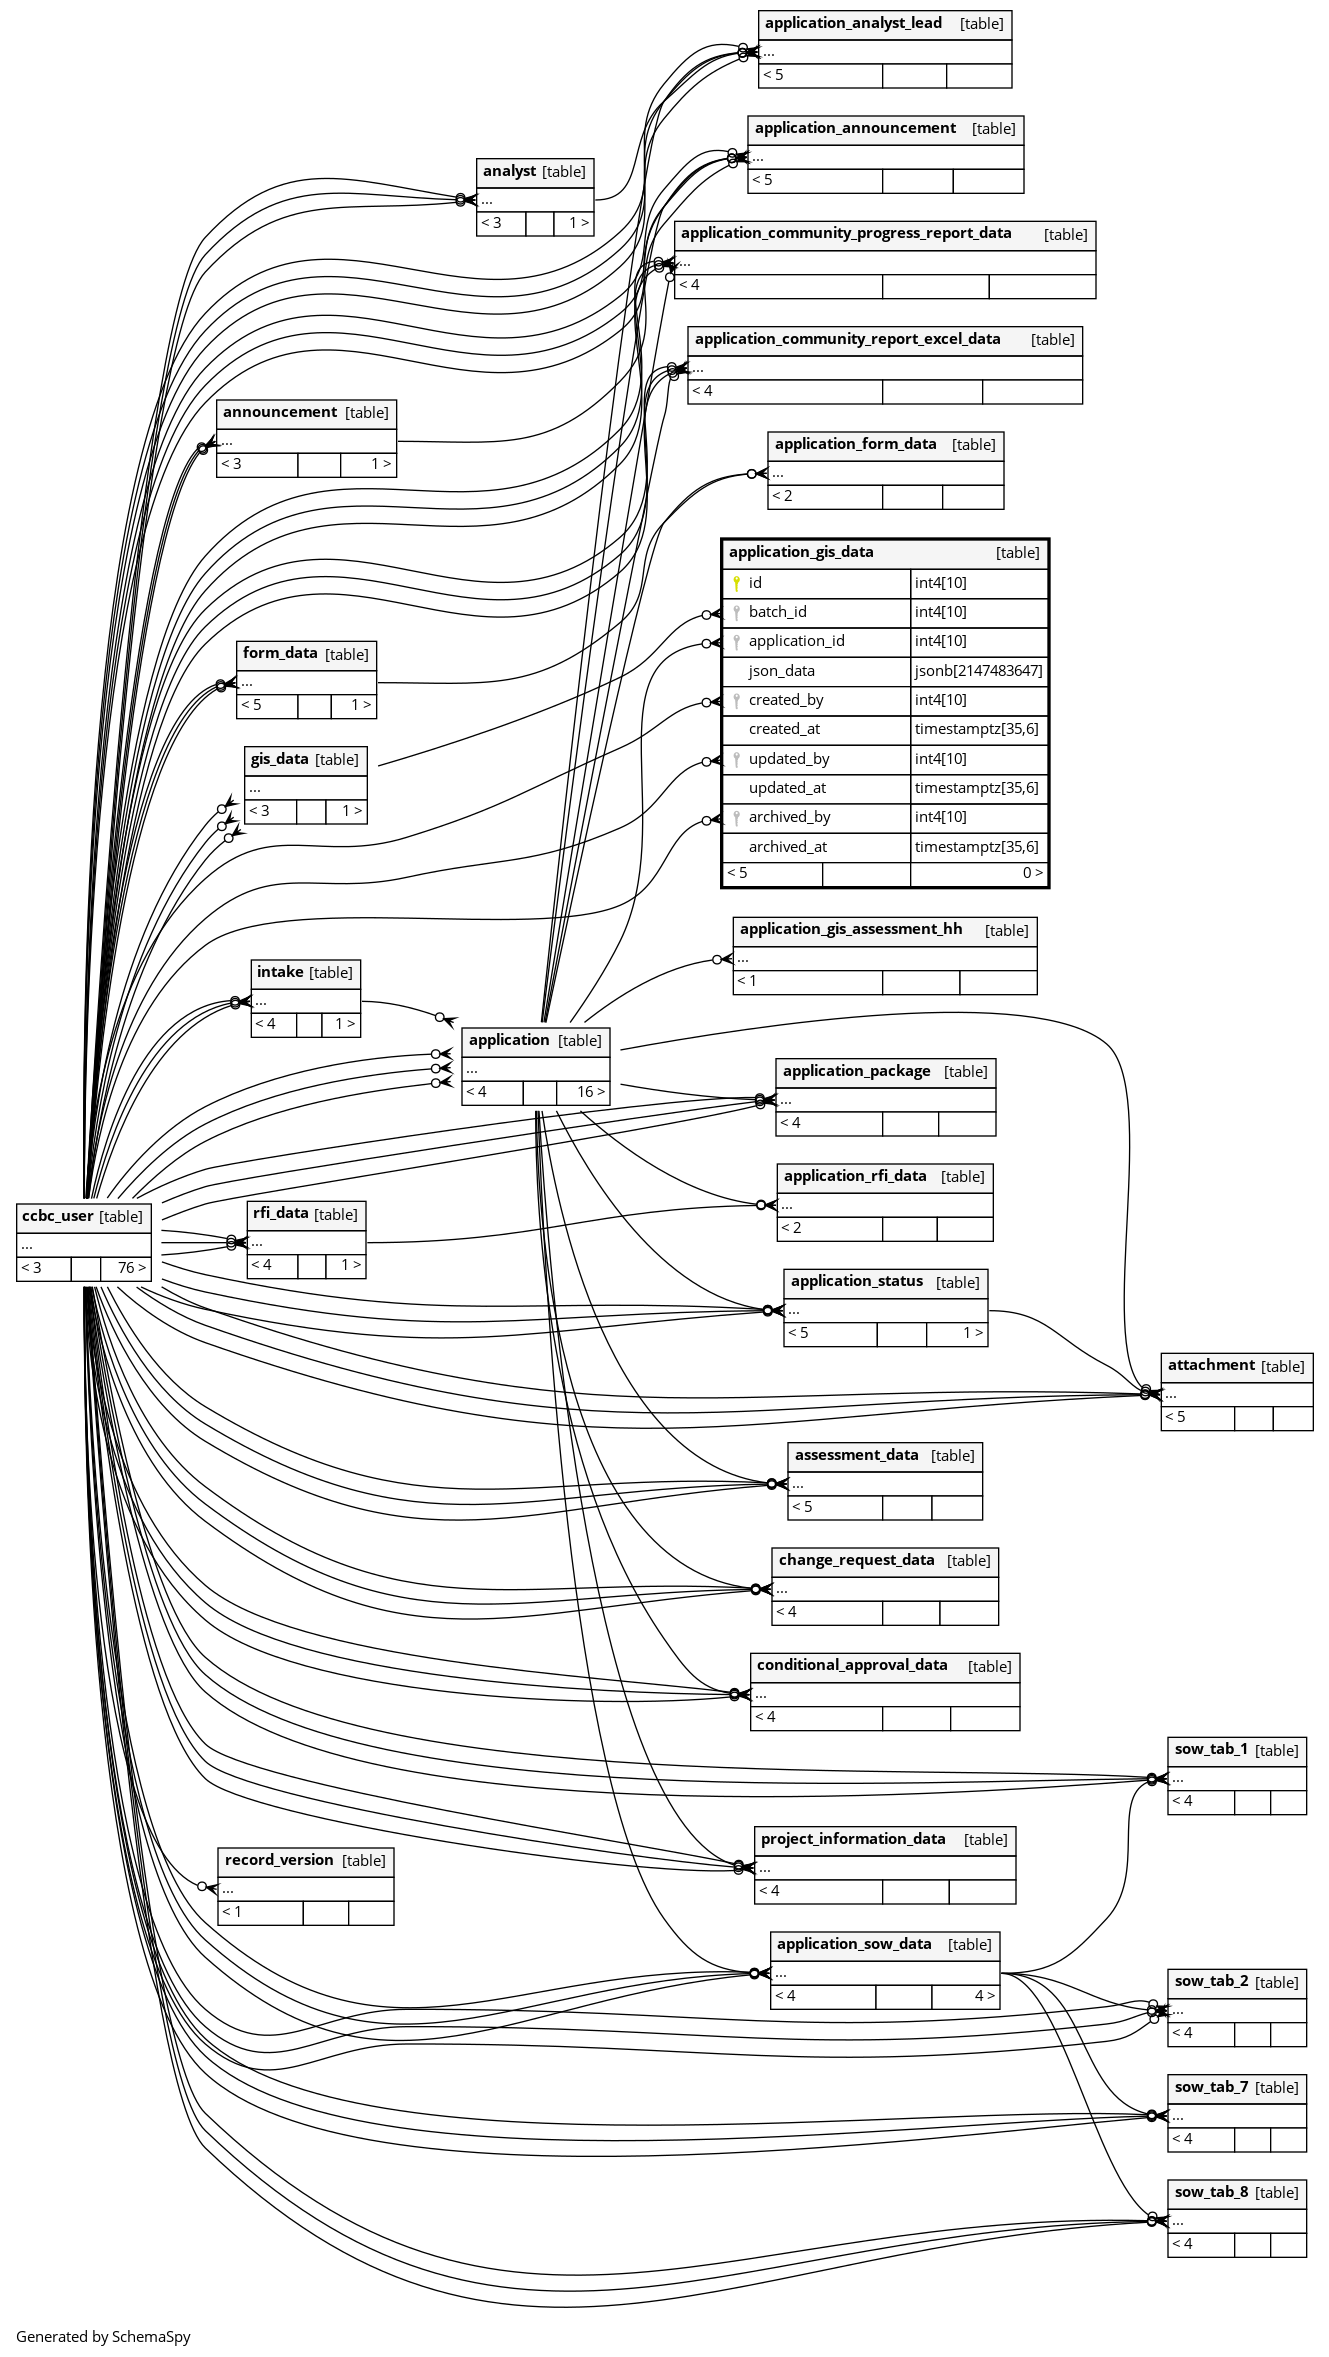 application_analyst_lead [table]
...
< 5
application_announcement [table]
...
< 5
analyst [table]
...
< 3 1 >
application_community_progress_report_data [table]
...
< 4
application_community_report_excel_data [table]
...
< 4
announcement [table]
...
< 3 1 >
application_form_data [table]
...
< 2
application_gis_data [table]
id int4[10]
batch_id int4[10]
application_id int4[10]
json_data jsonb[2147483647]
created_by int4[10]
created_at timestamptz[35,6]
updated_by int4[10]
updated_at timestamptz[35,6]
archived_by int4[10]
archived_at timestamptz[35,6]
< 5 0 >
form_data [table]
...
< 5 1 >
gis_data [table]
...
< 3 1 >
application_gis_assessment_hh [table]
...
< 1
intake [table]
...
< 4 1 >
application [table]
...
< 4 16 >
application_package [table]
...
< 4
application_rfi_data [table]
...
< 2
ccbc_user [table]
...
< 3 76 >
rfi_data [table]
...
< 4 1 >
application_status [table]
...
< 5 1 >
attachment [table]
...
< 5
assessment_data [table]
...
< 5
change_request_data [table]
...
< 4
conditional_approval_data [table]
...
< 4
sow_tab_1 [table]
...
< 4
project_information_data [table]
...
< 4
record_version [table]
...
< 1
application_sow_data [table]
...
< 4 4 >
sow_tab_2 [table]
...
< 4
sow_tab_7 [table]
...
< 4
sow_tab_8 [table]
...
< 4
Generated by SchemaSpy